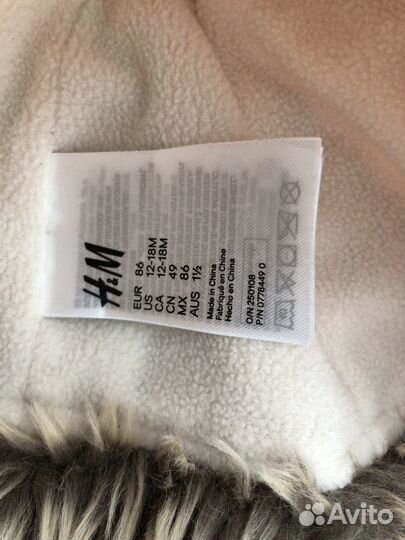 H&M
EUR 86
US 12-18M
CA 12-18M
CN 49
MX 86
AUS 1½
Made in China
Fabriqué en Chine
Hecho en China
O/N 250108
P/N 0778449 0
Avito